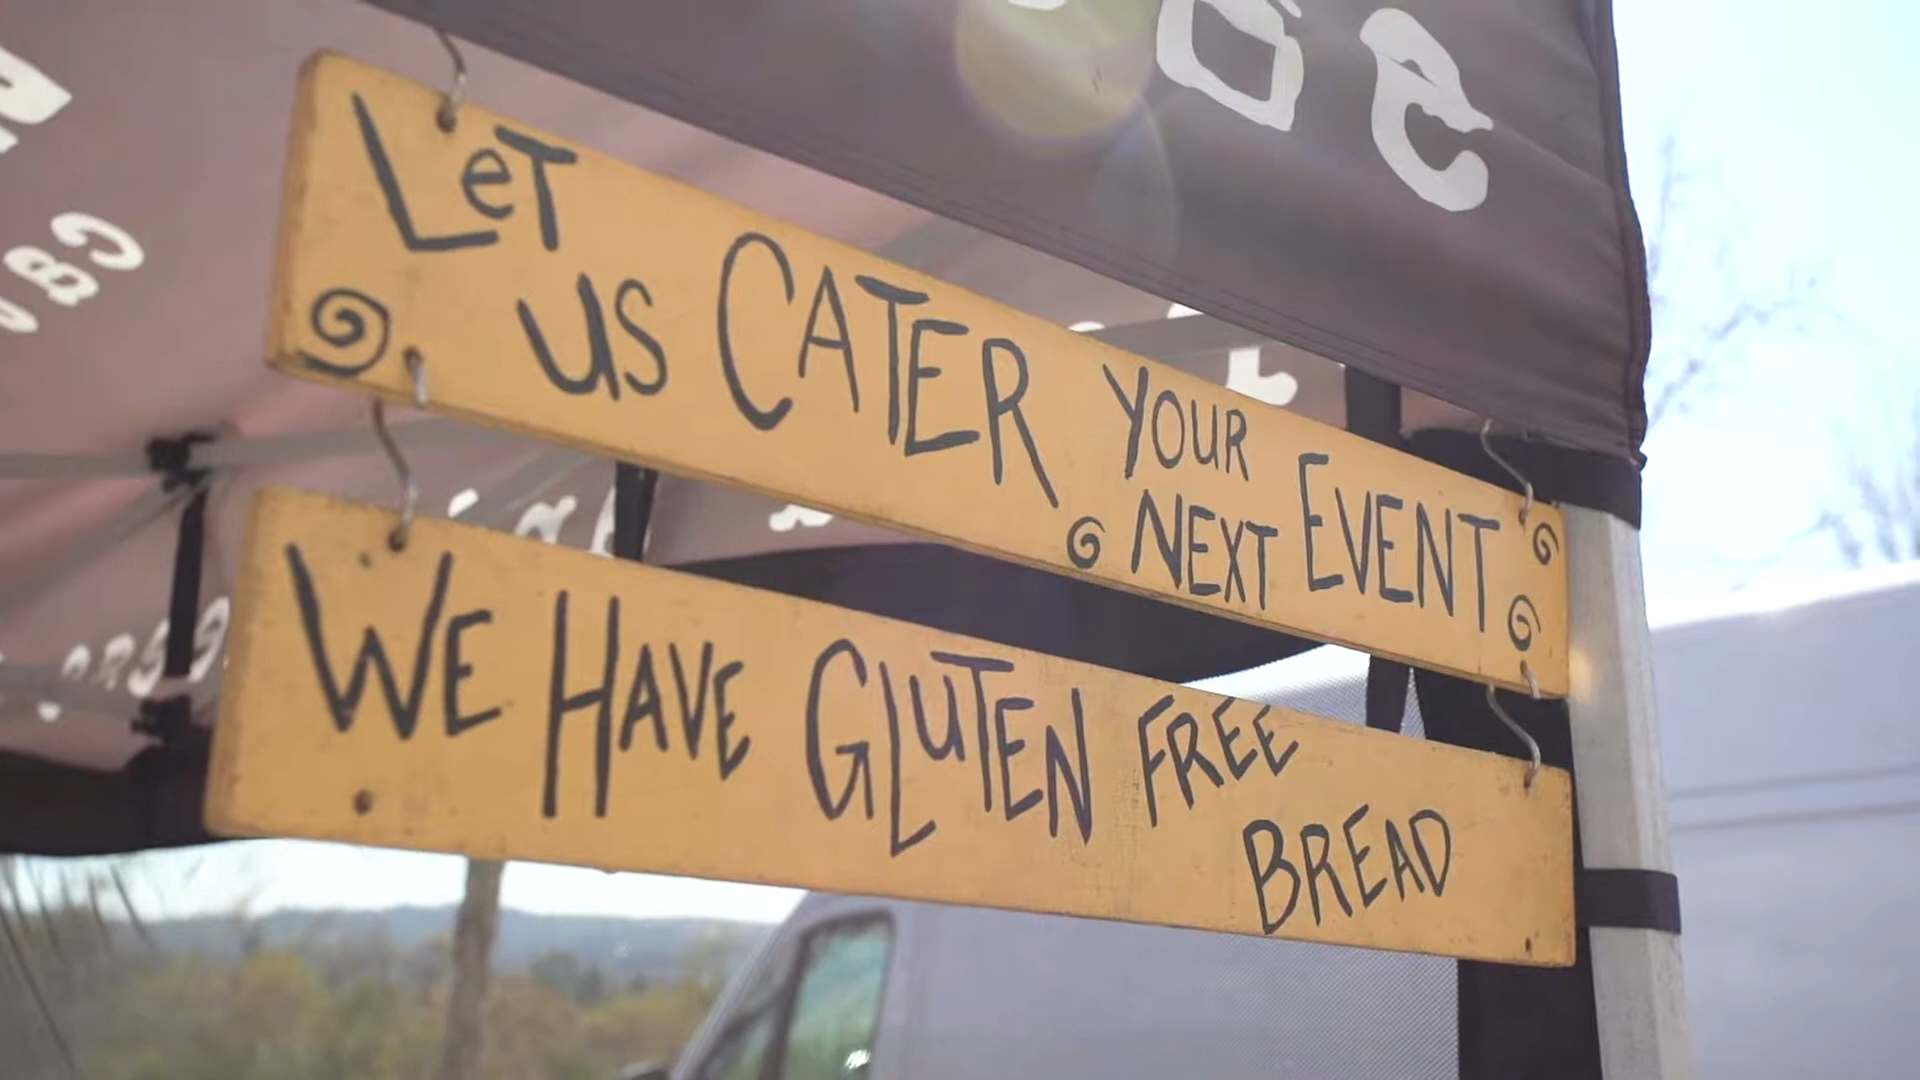 LeT
US CATER YOUR
NEXT EVENT
WE HAVE GLUTEN FREE
BREAD